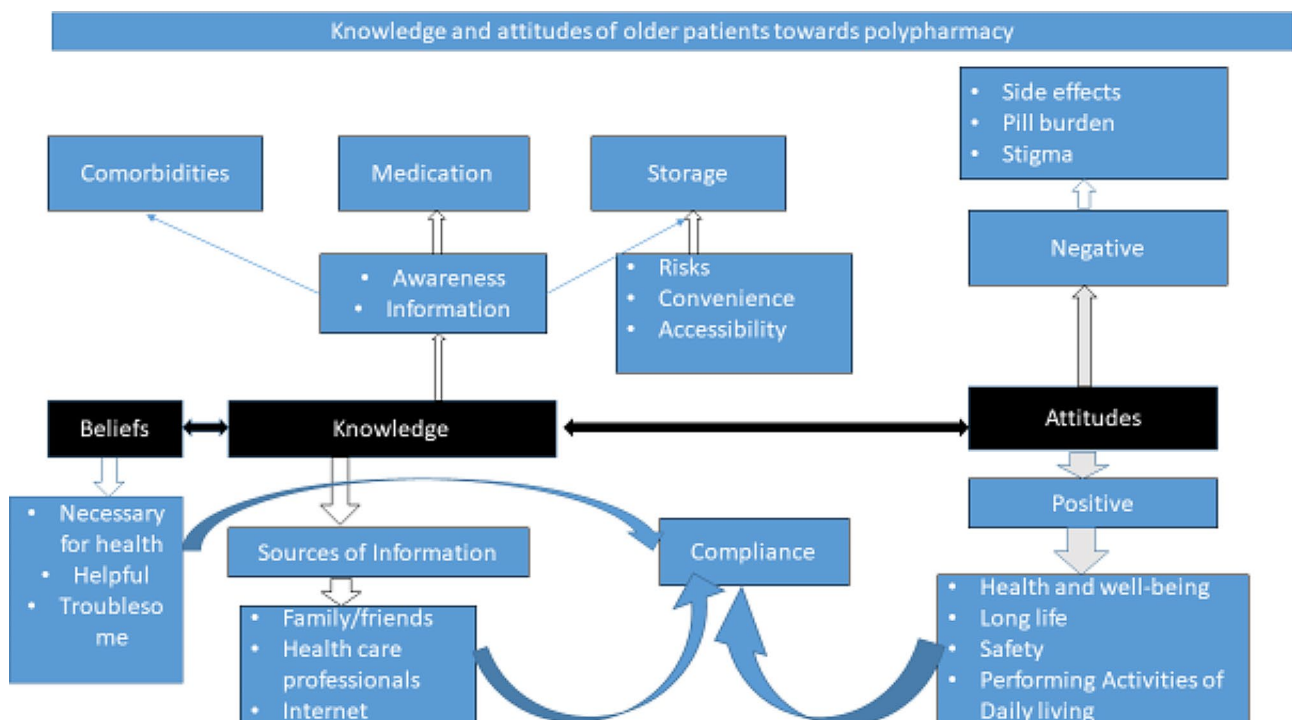 Knowledge and attitudes of older patients towards polypharmacy
• Side effects
• Pill burden
• Stigma
Comorbidities
Medication
Storage
Negative
• Awareness
• Information
• Risks
• Convenience
• Accessibility
Beliefs
Knowledge
Attitudes
• Necessary
for health
• Helpful
• Troubleso
me
Sources of Information
Compliance
Positive
• Family/friends
• Health care
professionals
• Internet
• Health and well-being
• Long life
• Safety
• Performing Activities of
Daily living